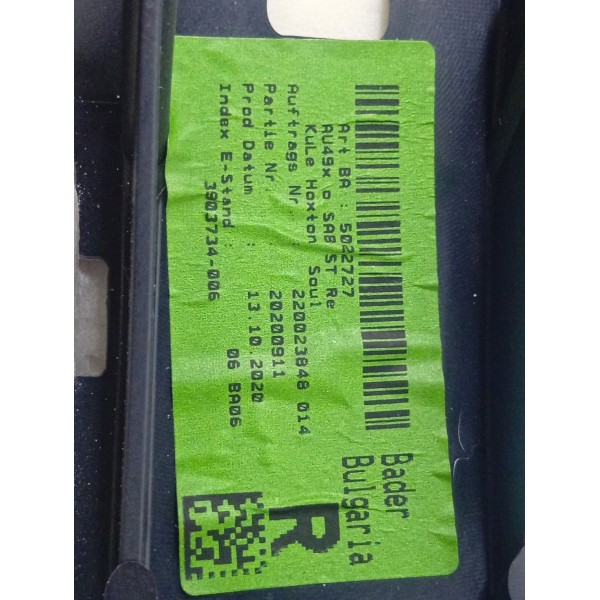 Bader
Bulgaria
Art BA : 5022727
AU49x o SAB ST Re
KuLe Hoxton Soul
Auftrags Nr 220023848 014
Partie Nr 20200911
Prod Datum : 13.10.2020
Index E-Stand : 06 BA06
3903734-006
R